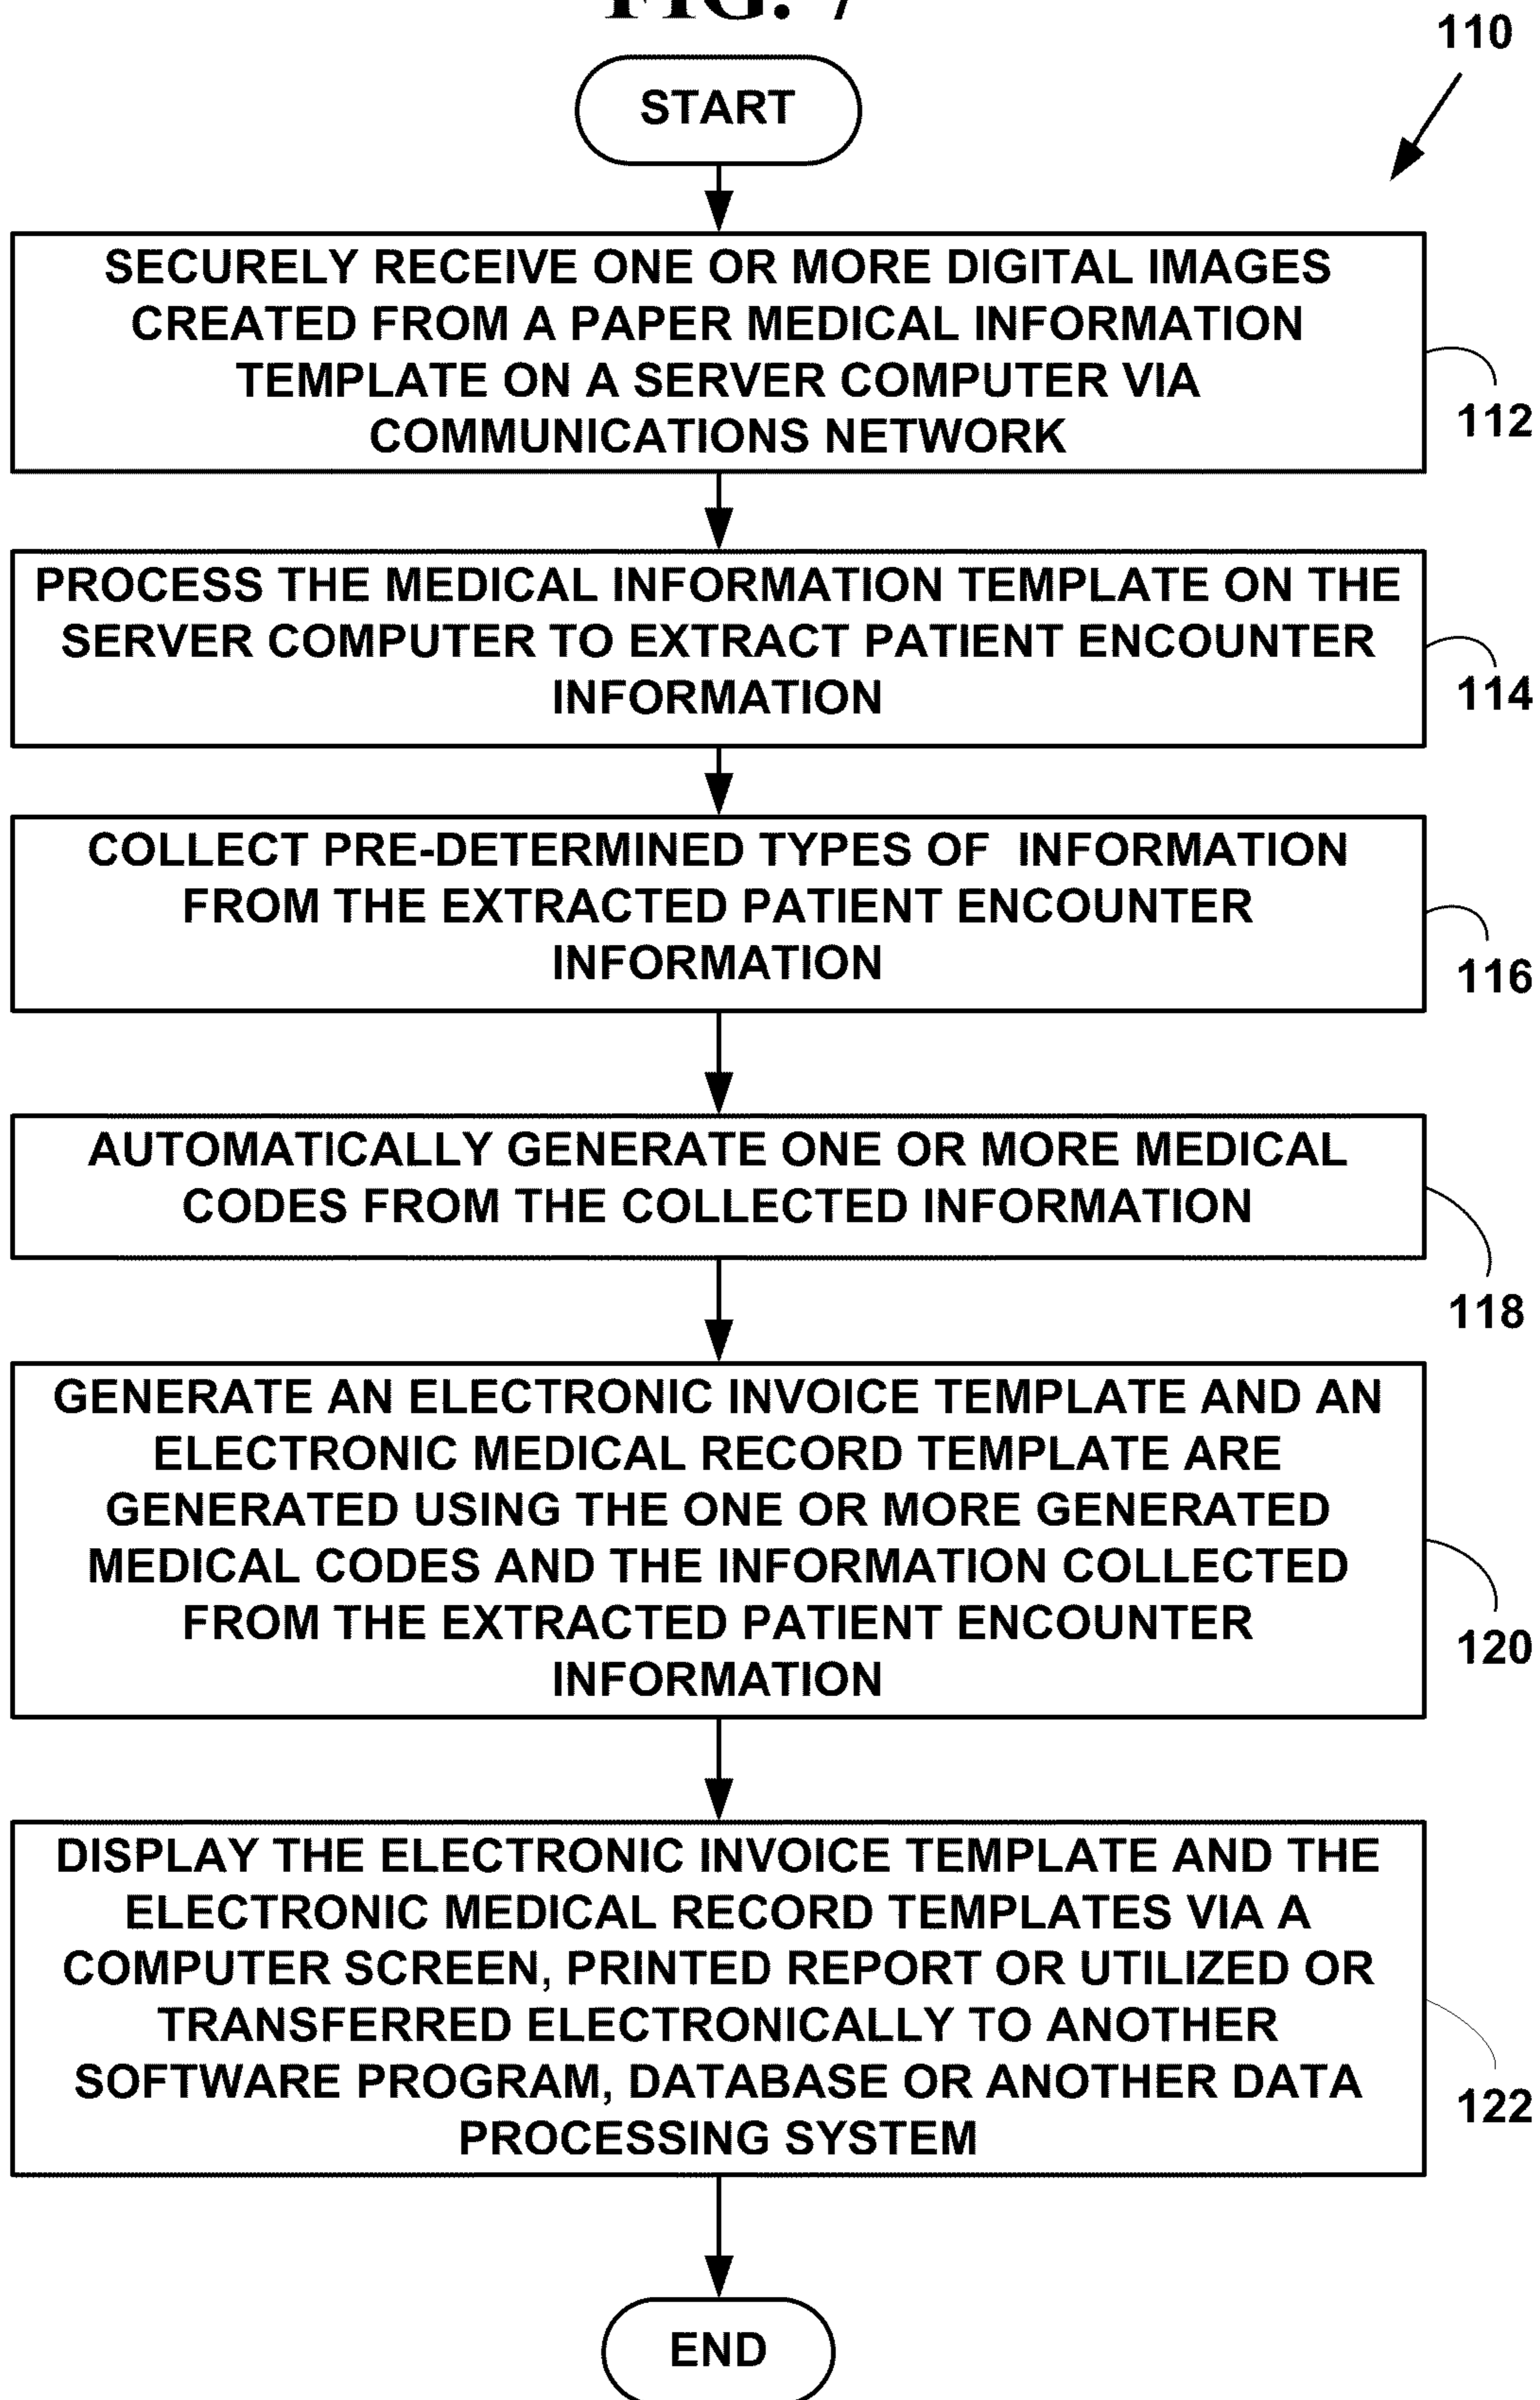 FIG. 7
110
START
SECURELY RECEIVE ONE OR MORE DIGITAL IMAGES
CREATED FROM A PAPER MEDICAL INFORMATION
TEMPLATE ON A SERVER COMPUTER VIA
COMMUNICATIONS NETWORK
112
PROCESS THE MEDICAL INFORMATION TEMPLATE ON THE
SERVER COMPUTER TO EXTRACT PATIENT ENCOUNTER
INFORMATION
114
COLLECT PRE-DETERMINED TYPES OF  INFORMATION
FROM THE EXTRACTED PATIENT ENCOUNTER
INFORMATION
116
AUTOMATICALLY GENERATE ONE OR MORE MEDICAL
CODES FROM THE COLLECTED INFORMATION
118
GENERATE AN ELECTRONIC INVOICE TEMPLATE AND AN
ELECTRONIC MEDICAL RECORD TEMPLATE ARE
GENERATED USING THE ONE OR MORE GENERATED
MEDICAL CODES AND THE INFORMATION COLLECTED
FROM THE EXTRACTED PATIENT ENCOUNTER
INFORMATION
120
DISPLAY THE ELECTRONIC INVOICE TEMPLATE AND THE
ELECTRONIC MEDICAL RECORD TEMPLATES VIA A
COMPUTER SCREEN, PRINTED REPORT OR UTILIZED OR
TRANSFERRED ELECTRONICALLY TO ANOTHER
SOFTWARE PROGRAM, DATABASE OR ANOTHER DATA
PROCESSING SYSTEM
122
END